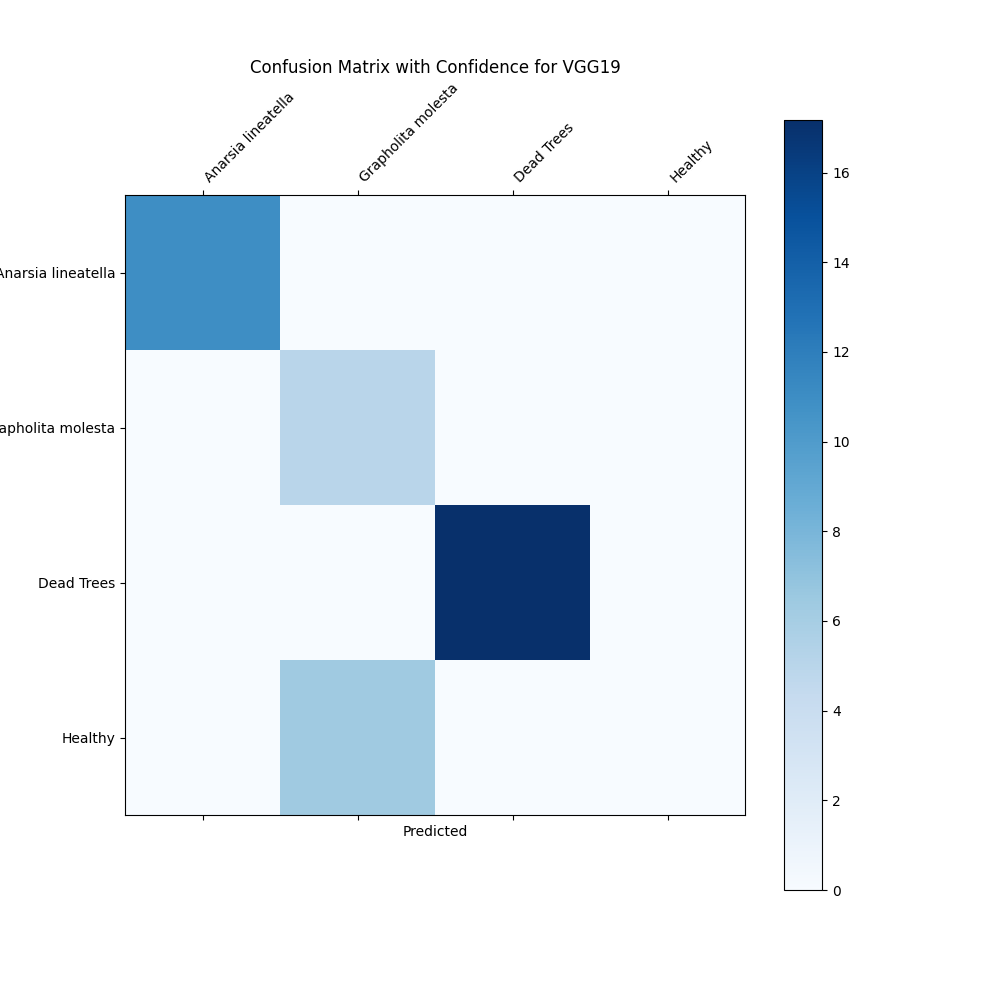 Confusion Matrix with Confidence for VGG19
Anarsia lineatella
Grapholita molesta
Dead Trees
Healthy
Anarsia lineatella
apholita molesta
Dead Trees
Healthy
Predicted
16
14
12
10
8
6
4
2
0